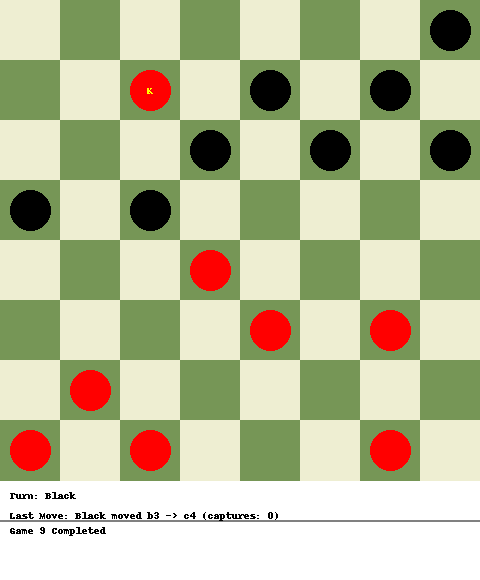 K
Turn: Black
Last Move: Black moved b3 -> c4 (captures: 0)
Game 9 Completed